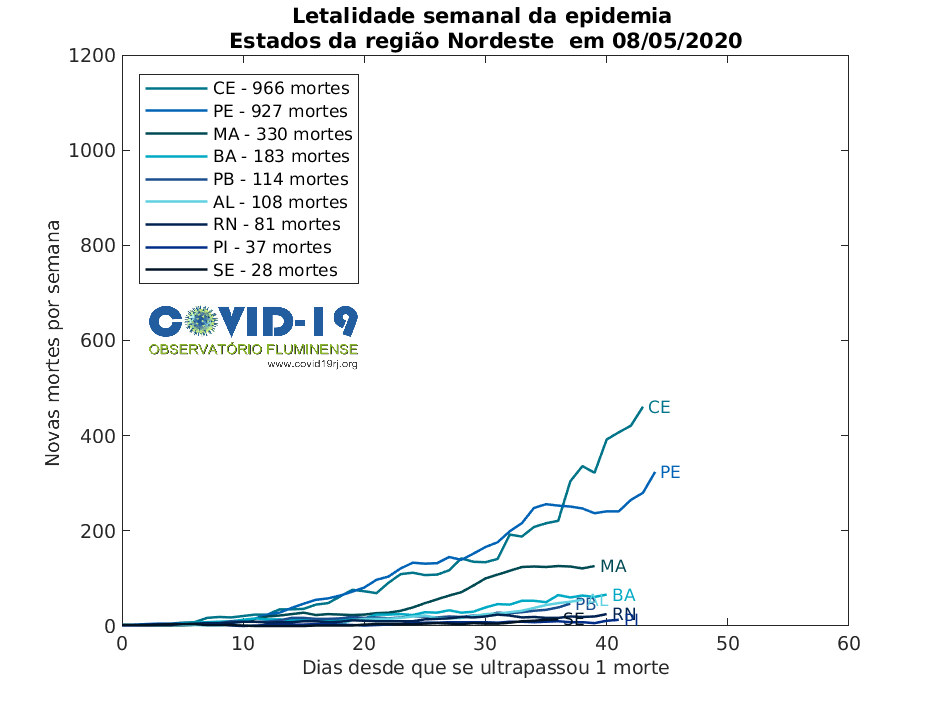 Letalidade semanal da epidemia
Estados da região Nordeste em 08/05/2020
1200
1000
800
600
400
200
0
Novas mortes por semana
CE - 966 mortes
PE - 927 mortes
MA - 330 mortes
BA - 183 mortes
PB - 114 mortes
AL - 108 mortes
RN - 81 mortes
PI - 37 mortes
SE - 28 mortes
COVID-19
OBSERVATÓRIO FLUMINENSE
www.covid19rj.org
CE
PE
MA
BA
PB
AL
RN
SE
PI
0 10 20 30 40 50 60
Dias desde que se ultrapassou 1 morte